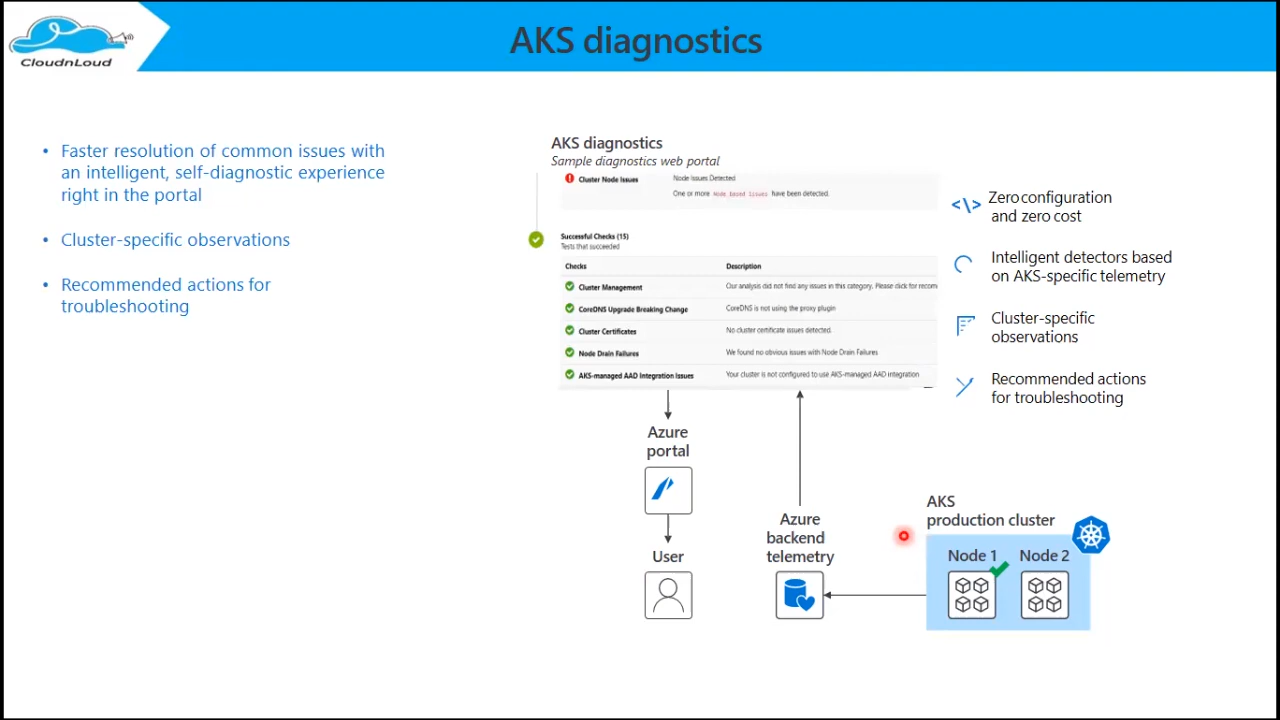 CloudnLoud
AKS diagnostics
• Faster resolution of common issues with
an intelligent, self-diagnostic experience
right in the portal
• Cluster-specific observations
• Recommended actions for
troubleshooting
AKS diagnostics
Sample diagnostics web portal
Cluster Node Issues
Node Issues Detected
One or more Node based issues have been detected.
Successful Checks (15)
Tests that succeeded
Checks Description
Cluster Management Our analysis did not find any issues in this category. Please click for recom
CoreDNS Upgrade Breaking Change CoreDNS is not using the proxy plugin
Cluster Certificates No cluster certificate issues detected.
Node Drain Failures We found no obvious issues with Node Drain Failures
AKS-managed AAD Integration Issues Your cluster is not configured to use AKS-managed AAD integration
Zero configuration
and zero cost
Intelligent detectors based
on AKS-specific telemetry
Cluster-specific
observations
Recommended actions
for troubleshooting
Azure
portal
User
Azure
backend
telemetry
AKS
production cluster
Node 1 Node 2